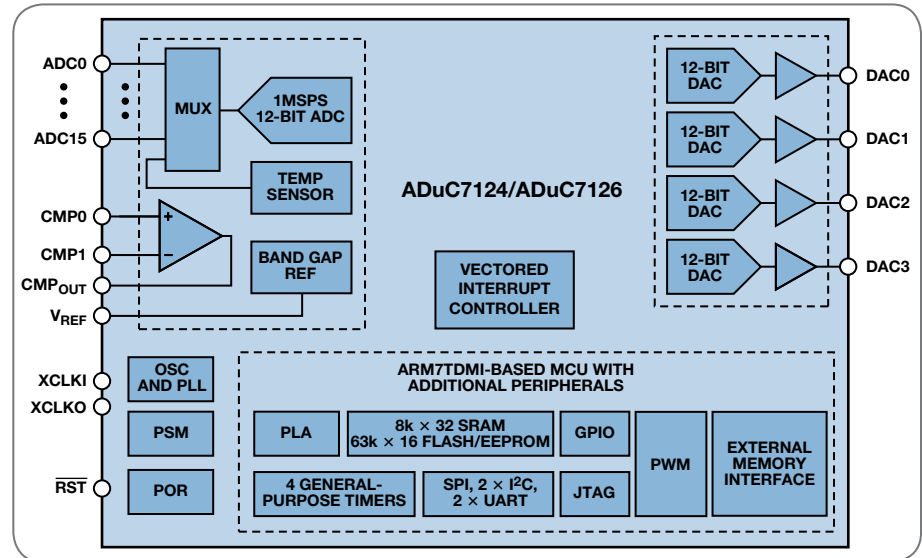 ADC0
ADC15
CMP0
CMP1
CMPOUT
VREF
XCLKI
XCLKO
RST
MUX
1MSPS
12-BIT ADC
TEMP
SENSOR
+
–
BAND GAP
REF
ADuC7124/ADuC7126
VECTORED
INTERRUPT
CONTROLLER
12-BIT
DAC
DAC0
12-BIT
DAC
DAC1
12-BIT
DAC
DAC2
12-BIT
DAC
DAC3
OSC
AND PLL
PSM
POR
ARM7TDMI-BASED MCU WITH
ADDITIONAL PERIPHERALS
PLA
8k × 32 SRAM
63k × 16 FLASH/EEPROM
GPIO
4 GENERAL-
PURPOSE TIMERS
SPI, 2 × I²C,
2 × UART
JTAG
PWM
EXTERNAL
MEMORY
INTERFACE